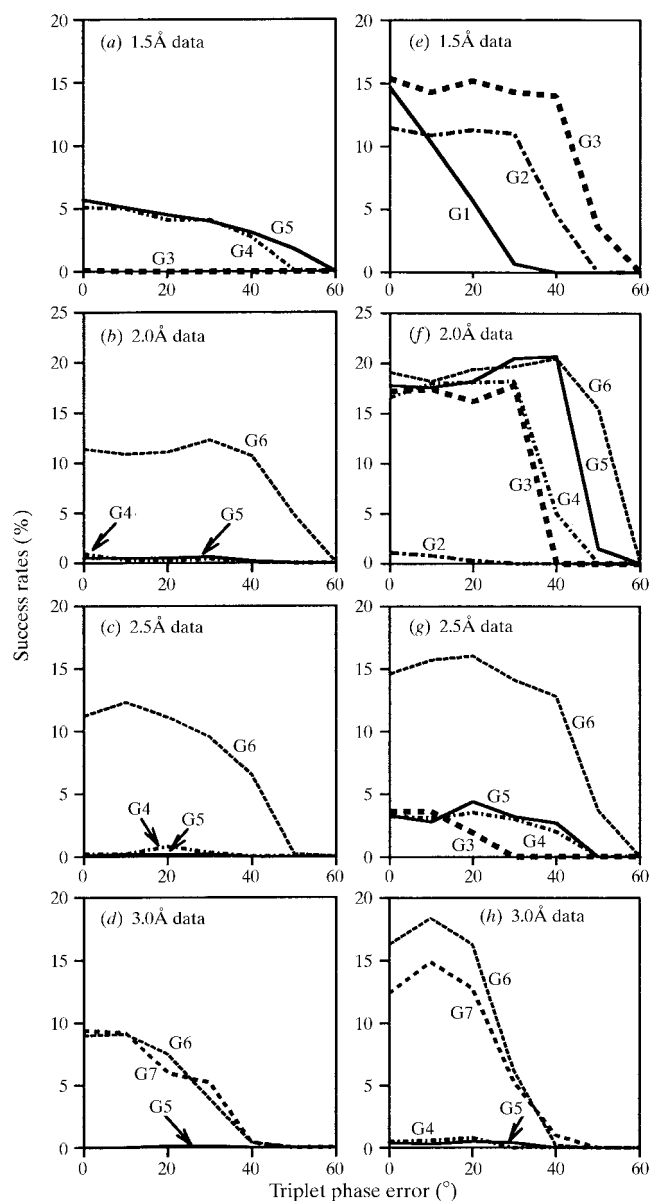 20
(a) 1.5Å data
15
10
5
G5
G3
G4
0
0 20 40 60
20
(e) 1.5Å data
15
G3
10
G2
G1
5
0
0 20 40 60
25
(b) 2.0Å data
20
15
G6
10
G4
G5
5
0
0 20 40 60
25
(f) 2.0Å data
20
G6
15
G5
10
G3
G4
5
G2
0
0 20 40 60
20
(c) 2.5Å data
15
10
G6
5
G4
G5
0
0 20 40 60
20
(g) 2.5Å data
15
G6
10
5
G5
G3
G4
0
0 20 40 60
20
(d) 3.0Å data
15
10
G6
G7
5
G5
0
0 20 40 60
20
(h) 3.0Å data
15
G6
G7
10
5
G4
G5
0
0 20 40 60
Success rates (%)
Triplet phase error (°)